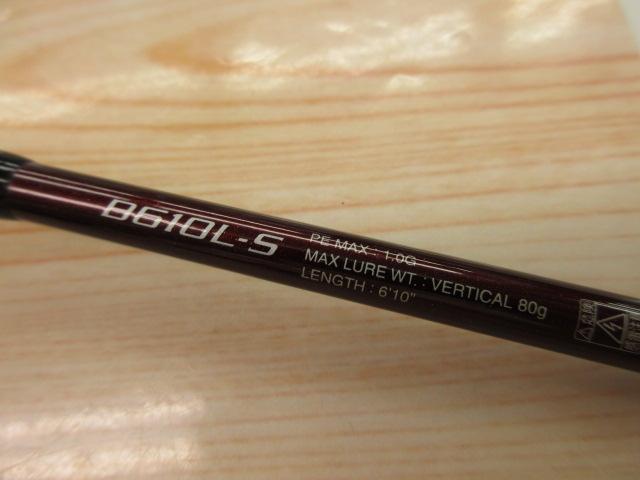 B610L-S
PE MAX : 1.0G
MAX LURE WT. : VERTICAL 80g
LENGTH : 6'10"